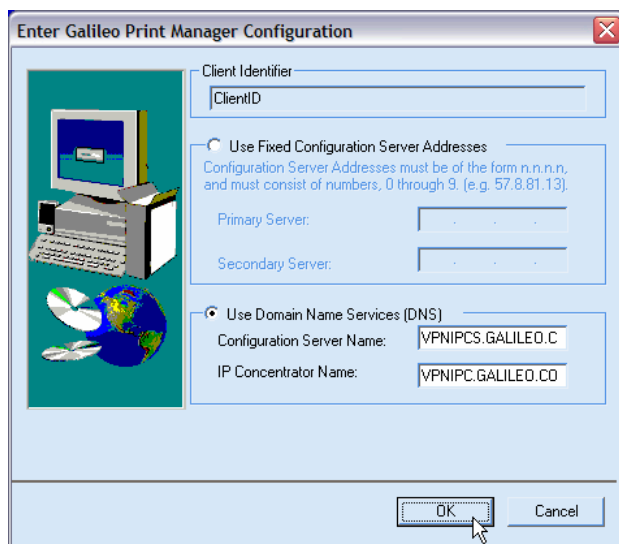 Enter Galileo Print Manager Configuration
Client Identifier
ClientID
Use Fixed Configuration Server Addresses
Configuration Server Addresses must be of the form n.n.n.n,
and must consist of numbers, 0 through 9. (e.g. 57.8.81.13).
Primary Server:
Secondary Server:
Use Domain Name Services (DNS)
Configuration Server Name: VPNIPCS.GALILEO.C
IP Concentrator Name: VPNIPC.GALILEO.CO
OK Cancel